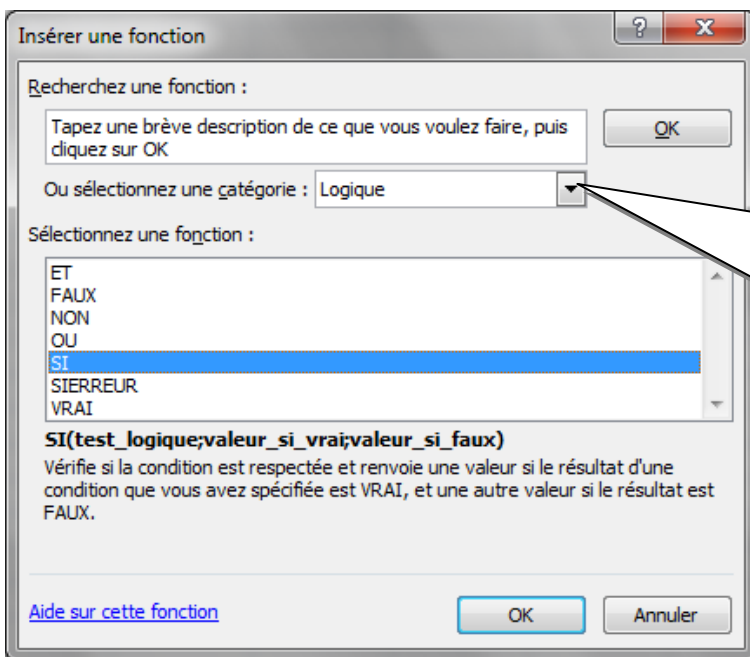 Insérer une fonction
?
X
Recherchez une fonction :
Tapez une brève description de ce que vous voulez faire, puis
cliquez sur OK
OK
Ou sélectionnez une catégorie : Logique
Sélectionnez une fonction :
ET
FAUX
NON
OU
SI
SIERREUR
VRAI
SI(test_logique;valeur_si_vrai;valeur_si_faux)
Vérifie si la condition est respectée et renvoie une valeur si le résultat d'une
condition que vous avez spécifiée est VRAI, et une autre valeur si le résultat est
FAUX.
Aide sur cette fonction
OK
Annuler